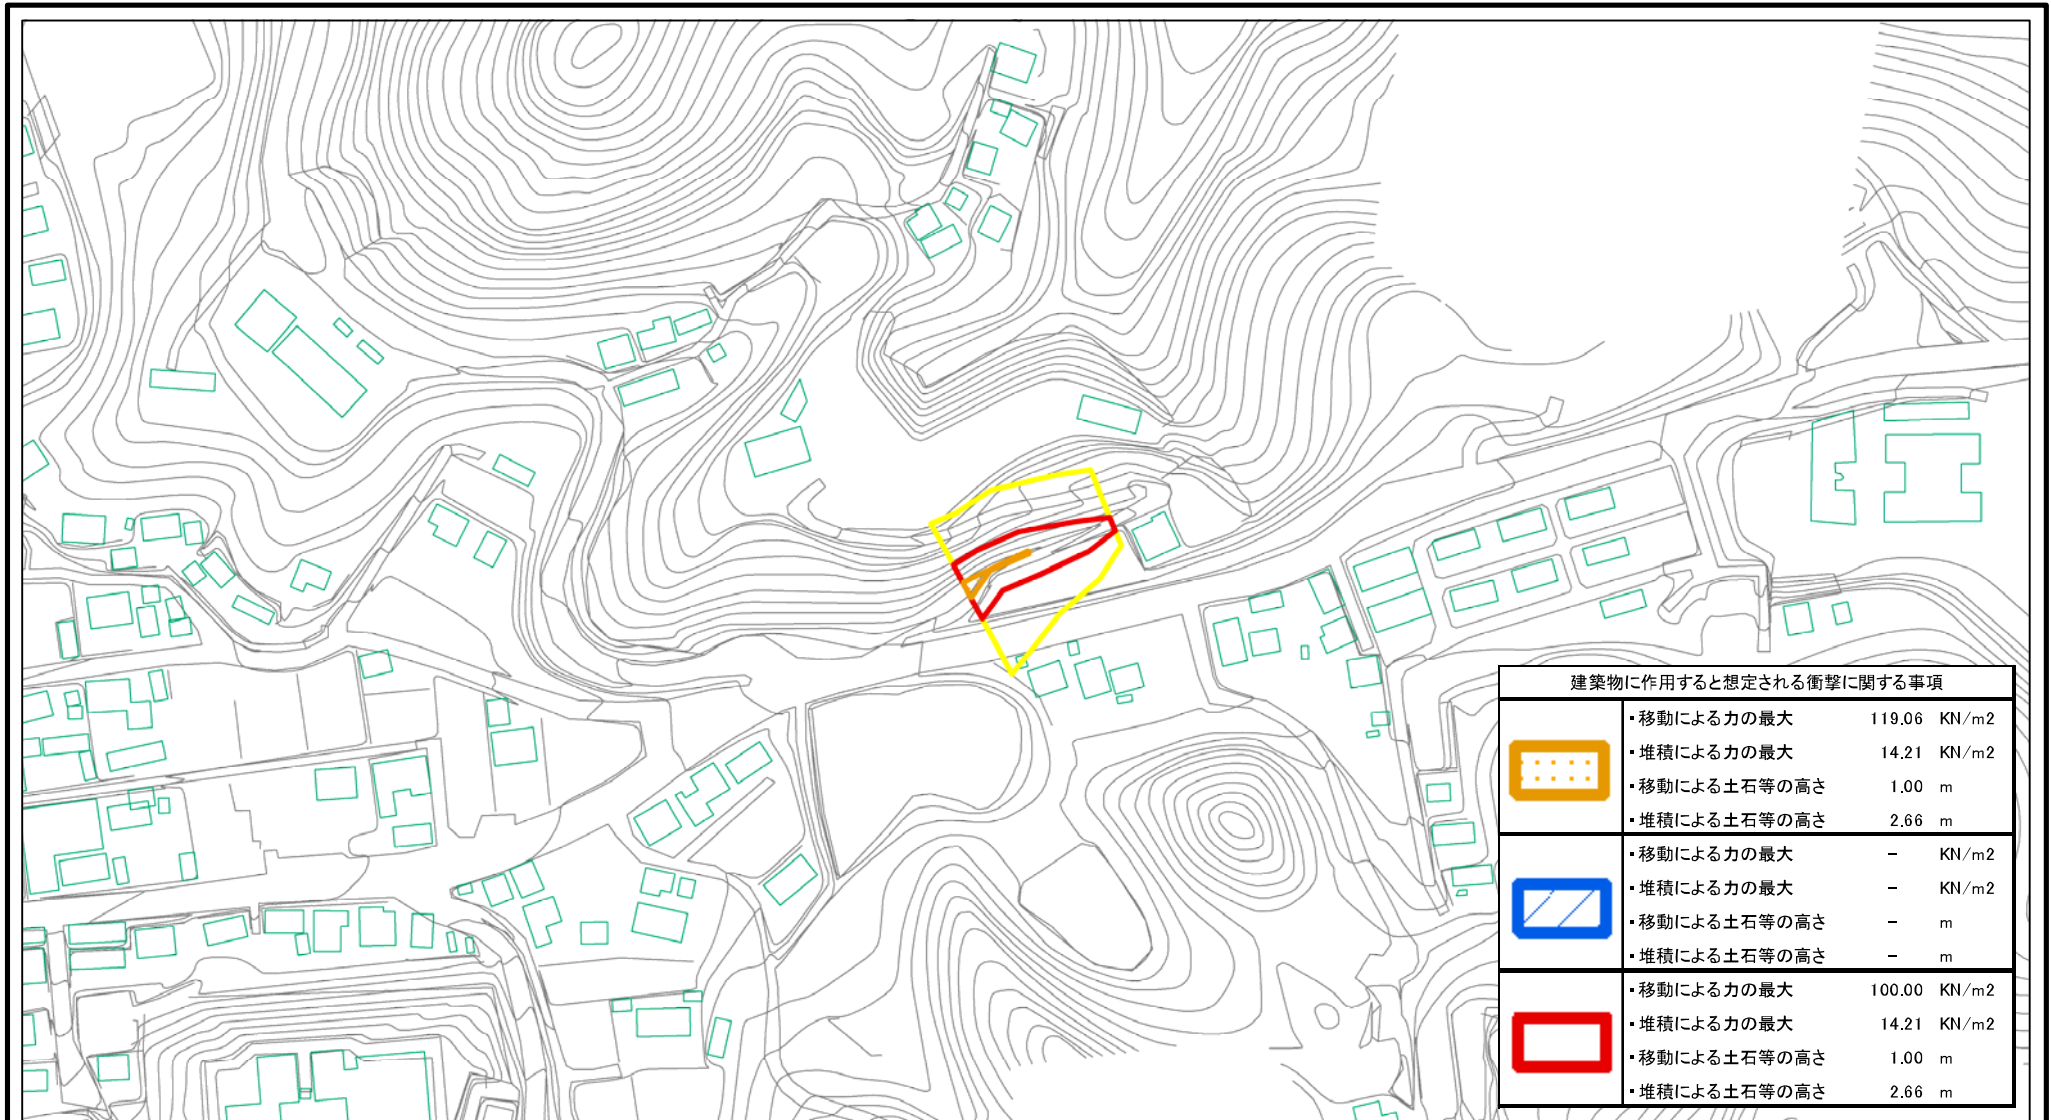 建築物に作用すると想定される衝撃に関する事項
・移動による力の最大 119.06 KN/m2
・堆積による力の最大 14.21 KN/m2
・移動による土石等の高さ 1.00 m
・堆積による土石等の高さ 2.66 m
・移動による力の最大 － KN/m2
・堆積による力の最大 － KN/m2
・移動による土石等の高さ － m
・堆積による土石等の高さ － m
・移動による力の最大 100.00 KN/m2
・堆積による力の最大 14.21 KN/m2
・移動による土石等の高さ 1.00 m
・堆積による土石等の高さ 2.66 m